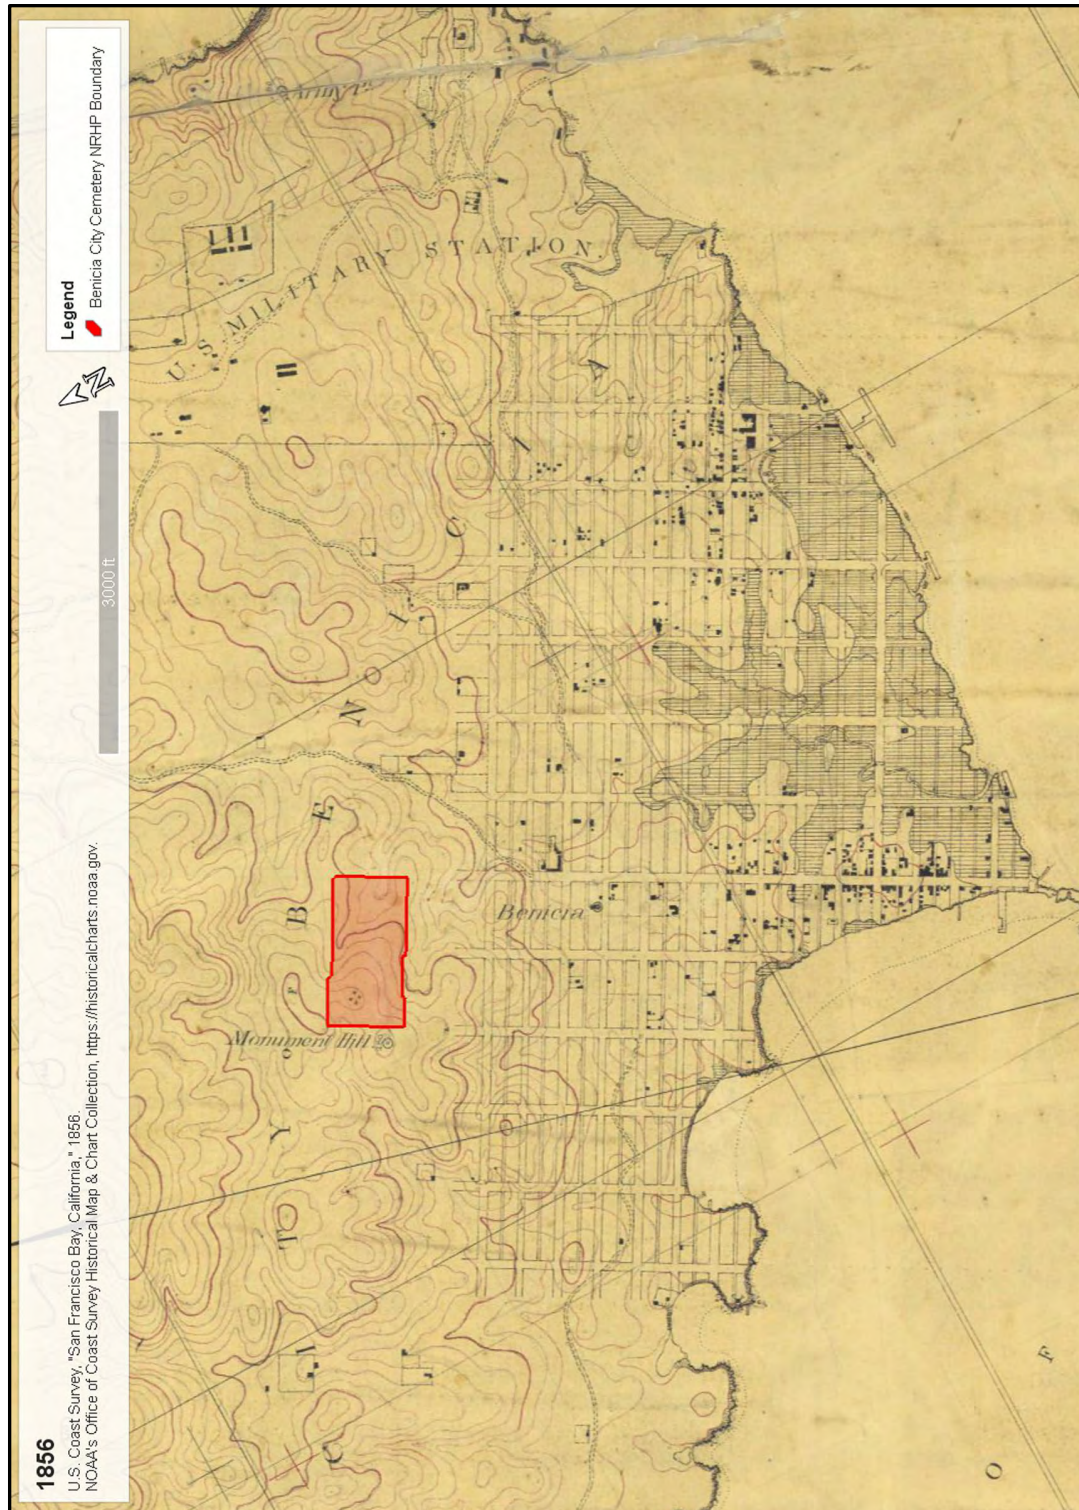 1856
U.S. Coast Survey, "San Francisco Bay, California," 1856.
NOAA's Office of Coast Survey Historical Map & Chart Collection, https://historicalcharts.noaa.gov.
3000 ft
N
Legend
Benicia City Cemetery NRHP Boundary
U.S. MILITARY STATION.
CITY OF BENICIA
Monument Hill
Benicia
O F